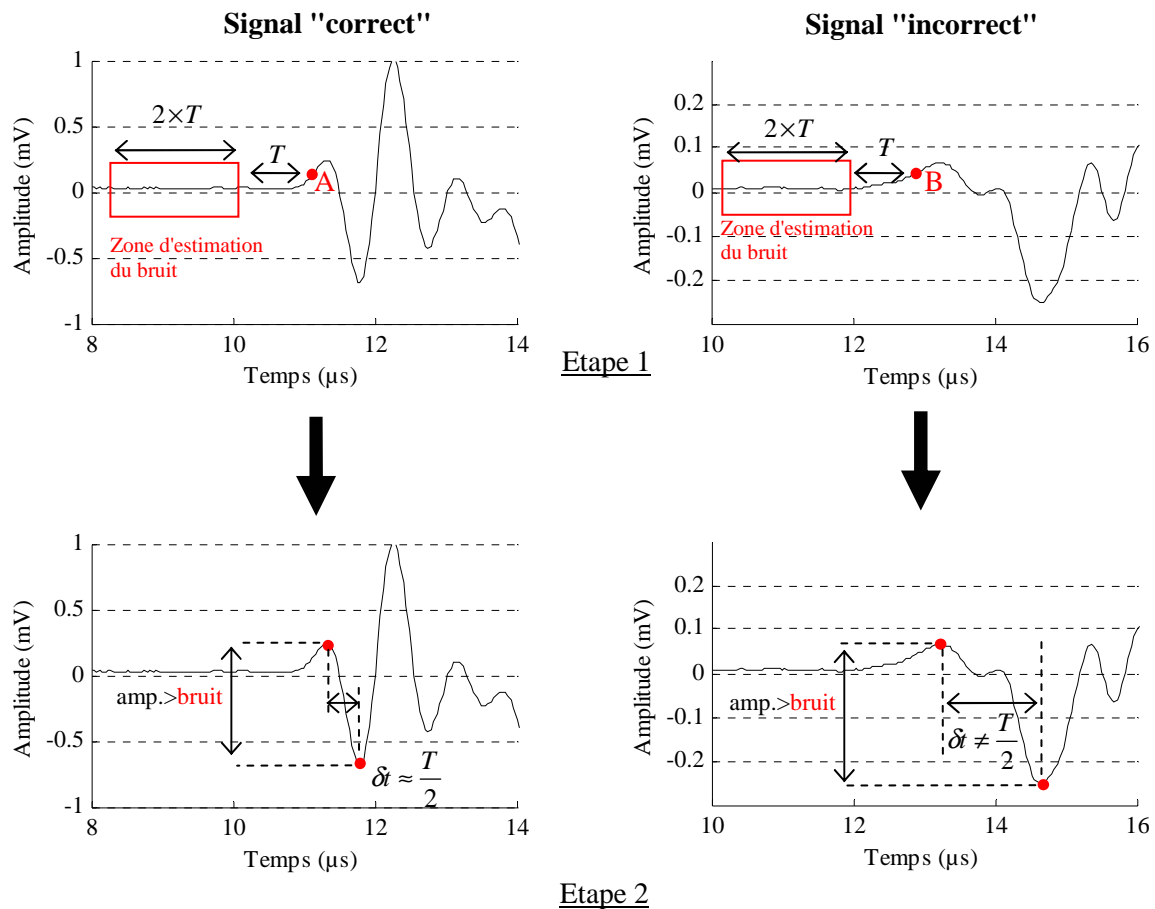 Signal "correct"
Signal "incorrect"
Amplitude (mV)
1
0.5
0
-0.5
-1
2×T
T
A
Zone d'estimation
du bruit
8
10
12
14
Temps (µs)
Amplitude (mV)
0.2
0.1
0
-0.1
-0.2
2×T
T
B
Zone d'estimation
du bruit
10
12
14
16
Temps (µs)
Etape 1
Amplitude (mV)
1
0.5
0
-0.5
-1
amp.>bruit
δt ≈ T/2
8
10
12
14
Temps (µs)
Amplitude (mV)
0.2
0.1
0
-0.1
-0.2
amp.>bruit
δt ≠ T/2
10
12
14
16
Temps (µs)
Etape 2